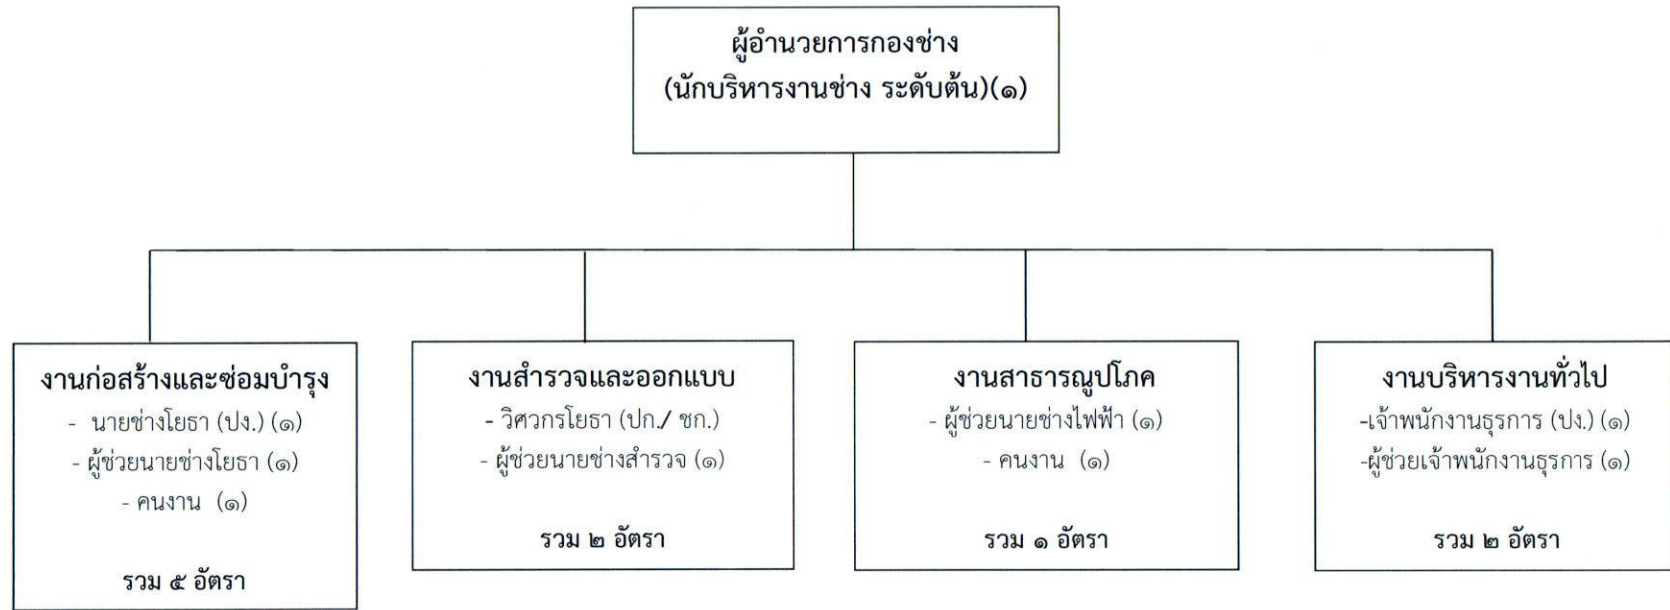 ผู้อำนวยการกองช่าง
(นักบริหารงานช่าง ระดับต้น)(๑)
งานก่อสร้างและซ่อมบำรุง
- นายช่างโยธา (ปง.) (๑)
- ผู้ช่วยนายช่างโยธา (๑)
- คนงาน (๑)
รวม ๕ อัตรา
งานสำรวจและออกแบบ
- วิศวกรโยธา (ปก./ ชก.)
- ผู้ช่วยนายช่างสำรวจ (๑)
รวม ๒ อัตรา
งานสาธารณูปโภค
- ผู้ช่วยนายช่างไฟฟ้า (๑)
- คนงาน (๑)
รวม ๑ อัตรา
งานบริหารงานทั่วไป
-เจ้าพนักงานธุรการ (ปง.) (๑)
-ผู้ช่วยเจ้าพนักงานธุรการ (๑)
รวม ๒ อัตรา